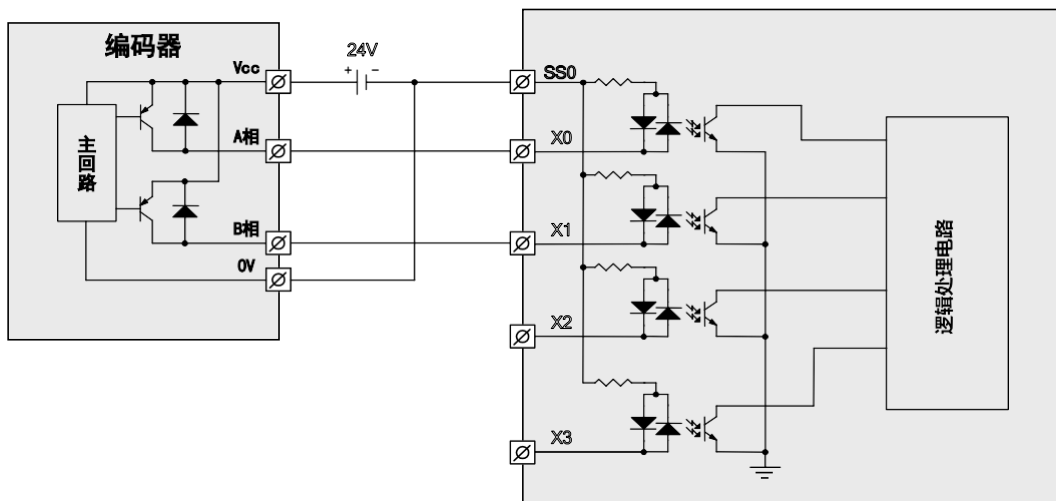 编码器
24V
Vcc
+ -
SS0
A相
X0
主回路
B相
X1
0V
X2
X3
逻辑处理电路